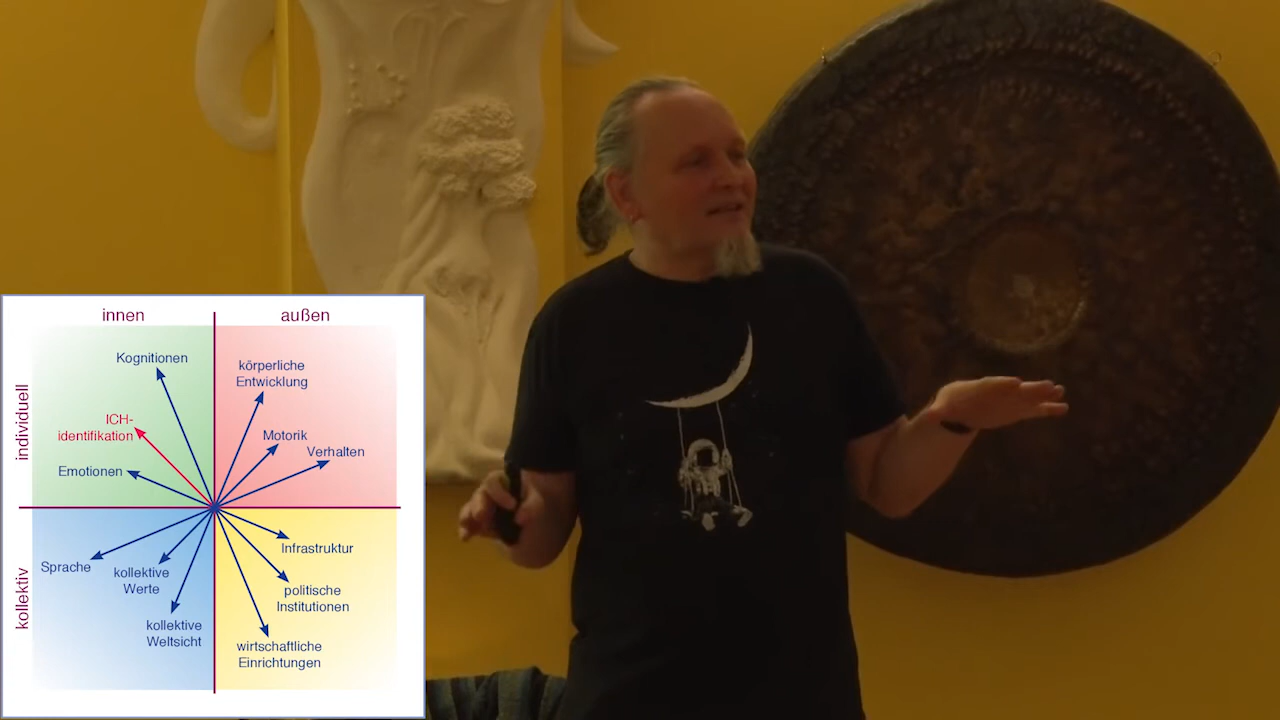 innen
außen
individuell
kollektiv
Kognitionen
ICH-
identifikation
Emotionen
körperliche
Entwicklung
Motorik
Verhalten
Sprache
kollektive
Werte
kollektive
Weltsicht
Infrastruktur
politische
Institutionen
wirtschaftliche
Einrichtungen